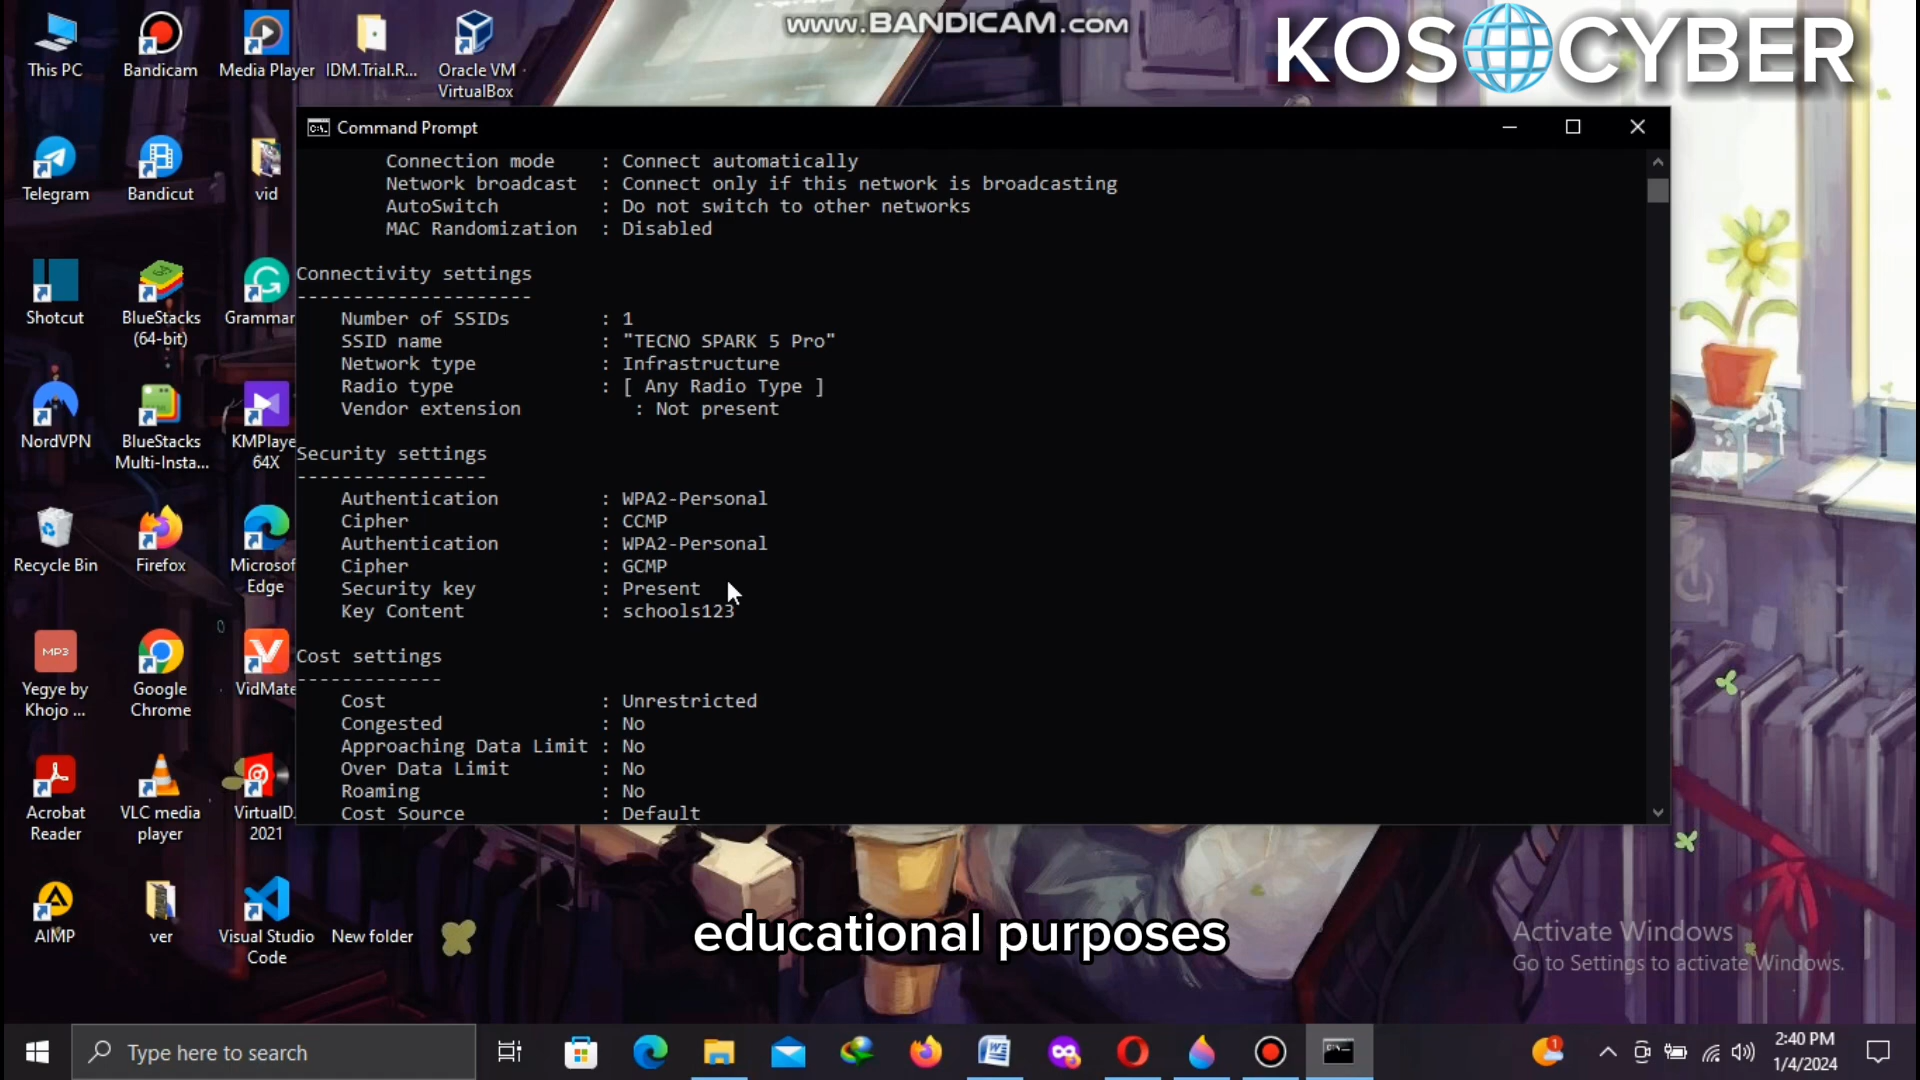 www.BANDICAM.com
KOS CYBER
This PC
Bandicam
Media Player
IDM.Trial.R...
Oracle VM
VirtualBox
Command Prompt
Connection mode : Connect automatically
Network broadcast : Connect only if this network is broadcasting
AutoSwitch : Do not switch to other networks
MAC Randomization : Disabled
Telegram
Bandicut
vid
Connectivity settings
----------------------
Number of SSIDs : 1
SSID name : "TECNO SPARK 5 Pro"
Network type : Infrastructure
Radio type : [ Any Radio Type ]
Vendor extension : Not present
Shotcut
BlueStacks
(64-bit)
Grammar
Security settings
-----------------
Authentication : WPA2-Personal
Cipher : CCMP
Authentication : WPA2-Personal
Cipher : GCMP
Security key : Present
Key Content : schools123
NordVPN
BlueStacks
Multi-Insta...
KMPlaye
64X
Recycle Bin
Firefox
Microsof
Edge
Cost settings
-------------
Cost : Unrestricted
Congested : No
Approaching Data Limit : No
Over Data Limit : No
Roaming : No
Cost Source : Default
MP3
Yegye by
Khojo ...
Google
Chrome
VidMate
Acrobat
Reader
VLC media
player
VirtualD.
2021
AIMP
ver
Visual Studio
Code
New folder
educational purposes
Activate Windows
Go to Settings to activate Windows.
Type here to search
1
2:40 PM
1/4/2024